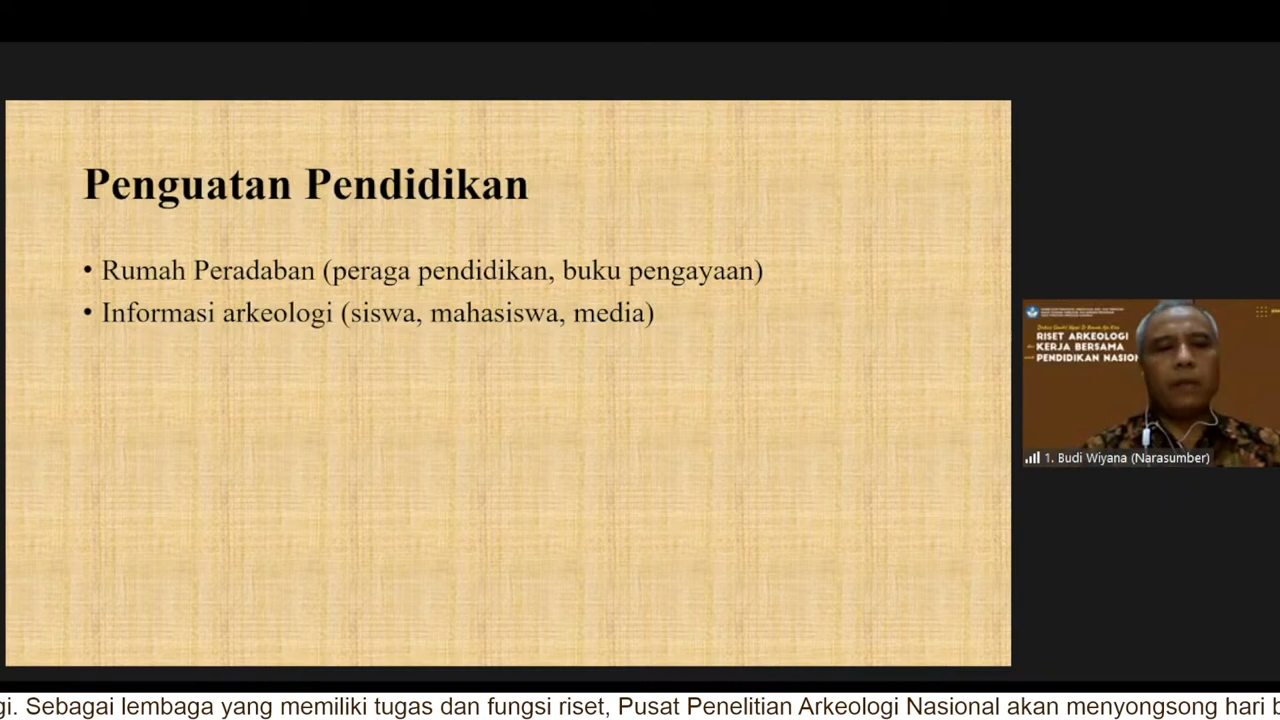 Penguatan Pendidikan
• Rumah Peradaban (peraga pendidikan, buku pengayaan)
• Informasi arkeologi (siswa, mahasiswa, media)
RISET ARKEOLOGI
KERJA BERSAMA
PENDIDIKAN NASION
1. Budi Wiyana (Narasumber)
gi. Sebagai lembaga yang memiliki tugas dan fungsi riset, Pusat Penelitian Arkeologi Nasional akan menyongsong hari b